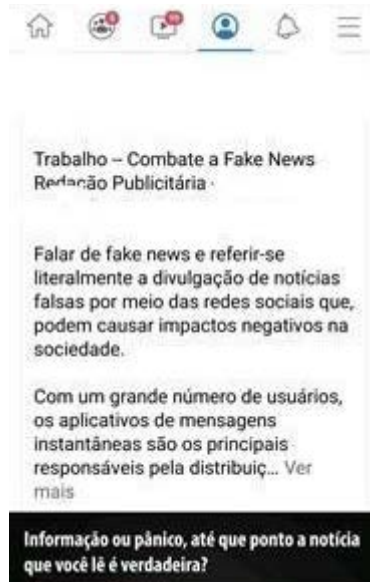 Trabalho – Combate a Fake News
Redação Publicitária ·
Falar de fake news e referir-se
literalmente a divulgação de notícias
falsas por meio das redes sociais que,
podem causar impactos negativos na
sociedade.
Com um grande número de usuários,
os aplicativos de mensagens
instantâneas são os principais
responsáveis pela distribuiç... Ver
mais
Informação ou pânico, até que ponto a notícia
que você lê é verdadeira?